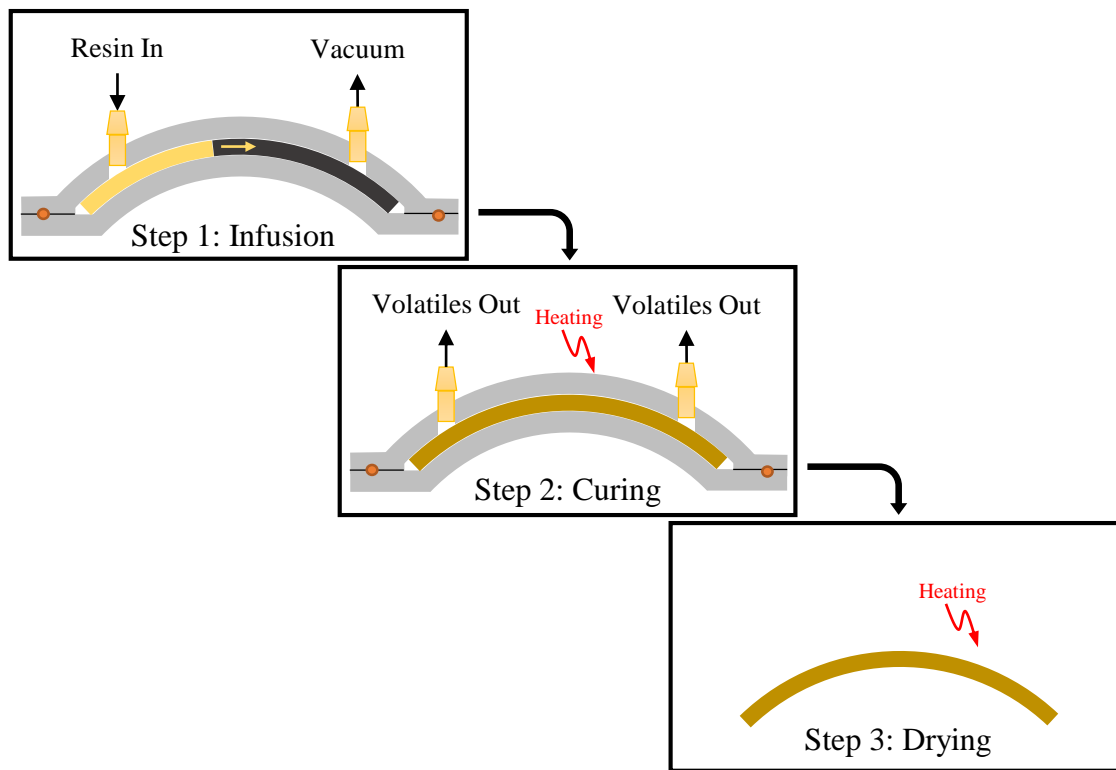 Resin In
Vacuum
Step 1: Infusion
Volatiles Out
Heating
Volatiles Out
Step 2: Curing
Heating
Step 3: Drying